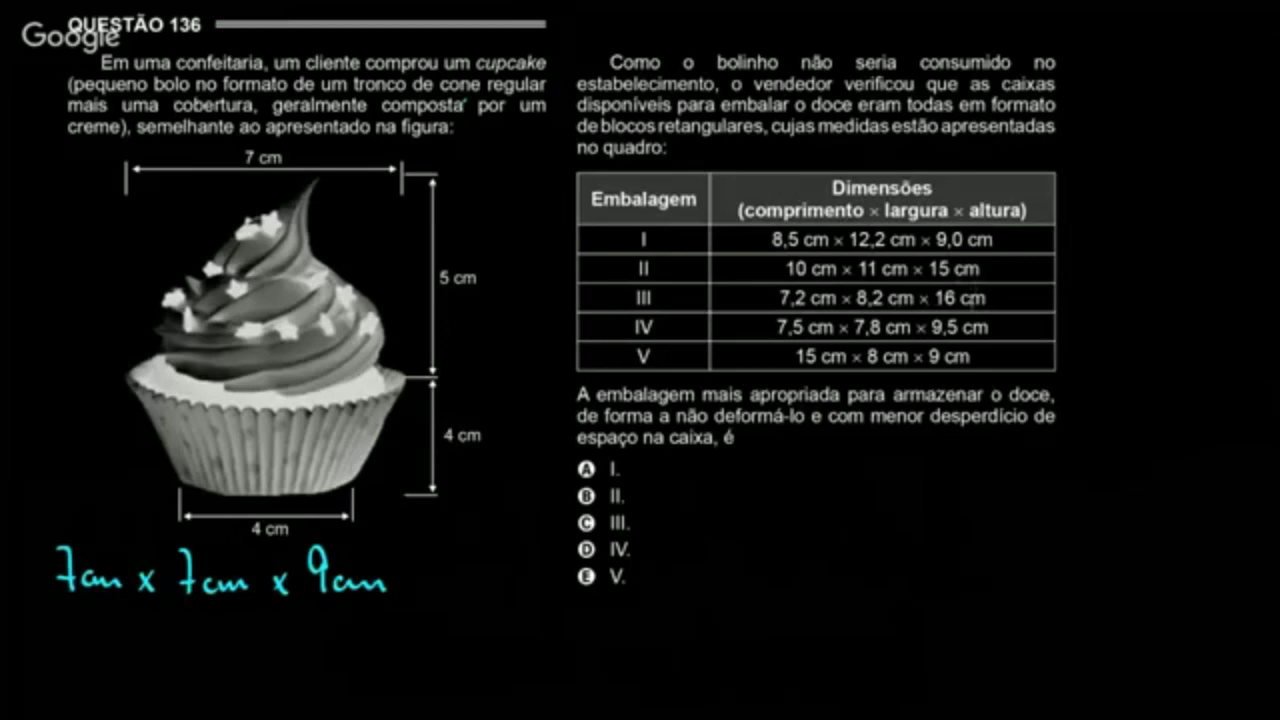 QUESTÃO 136
Google
Em uma confeitaria, um cliente comprou um cupcake
(pequeno bolo no formato de um tronco de cone regular
mais uma cobertura, geralmente composta por um
creme), semelhante ao apresentado na figura:
7 cm
5 cm
4 cm
4 cm
7cm x 7cm x 9cm
Como o bolinho não seria consumido no
estabelecimento, o vendedor verificou que as caixas
disponíveis para embalar o doce eram todas em formato
de blocos retangulares, cujas medidas estão apresentadas
no quadro:
Embalagem Dimensões
(comprimento × largura × altura)
I 8,5 cm × 12,2 cm × 9,0 cm
II 10 cm × 11 cm × 15 cm
III 7,2 cm × 8,2 cm × 16 cm
IV 7,5 cm × 7,8 cm × 9,5 cm
V 15 cm × 8 cm × 9 cm
A embalagem mais apropriada para armazenar o doce,
de forma a não deformá-lo e com menor desperdício de
espaço na caixa, é
A I.
B II.
C III.
D IV.
E V.